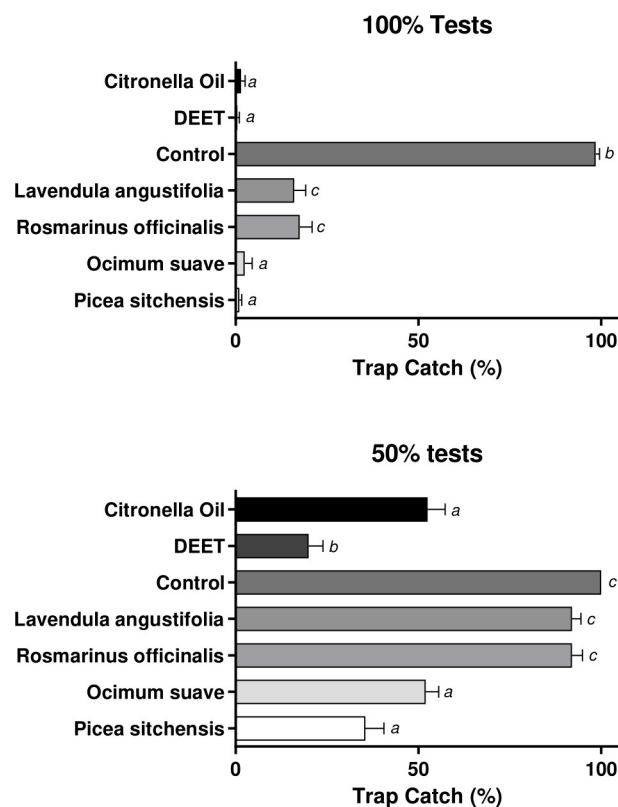 100% Tests
Citronella Oil
a
DEET
a
Control
b
Lavendula angustifolia
c
Rosmarinus officinalis
c
Ocimum suave
a
Picea sitchensis
a
0 50 100
Trap Catch (%)
50% tests
Citronella Oil
a
DEET
b
Control
c
Lavendula angustifolia
c
Rosmarinus officinalis
c
Ocimum suave
a
Picea sitchensis
a
0 50 100
Trap Catch (%)